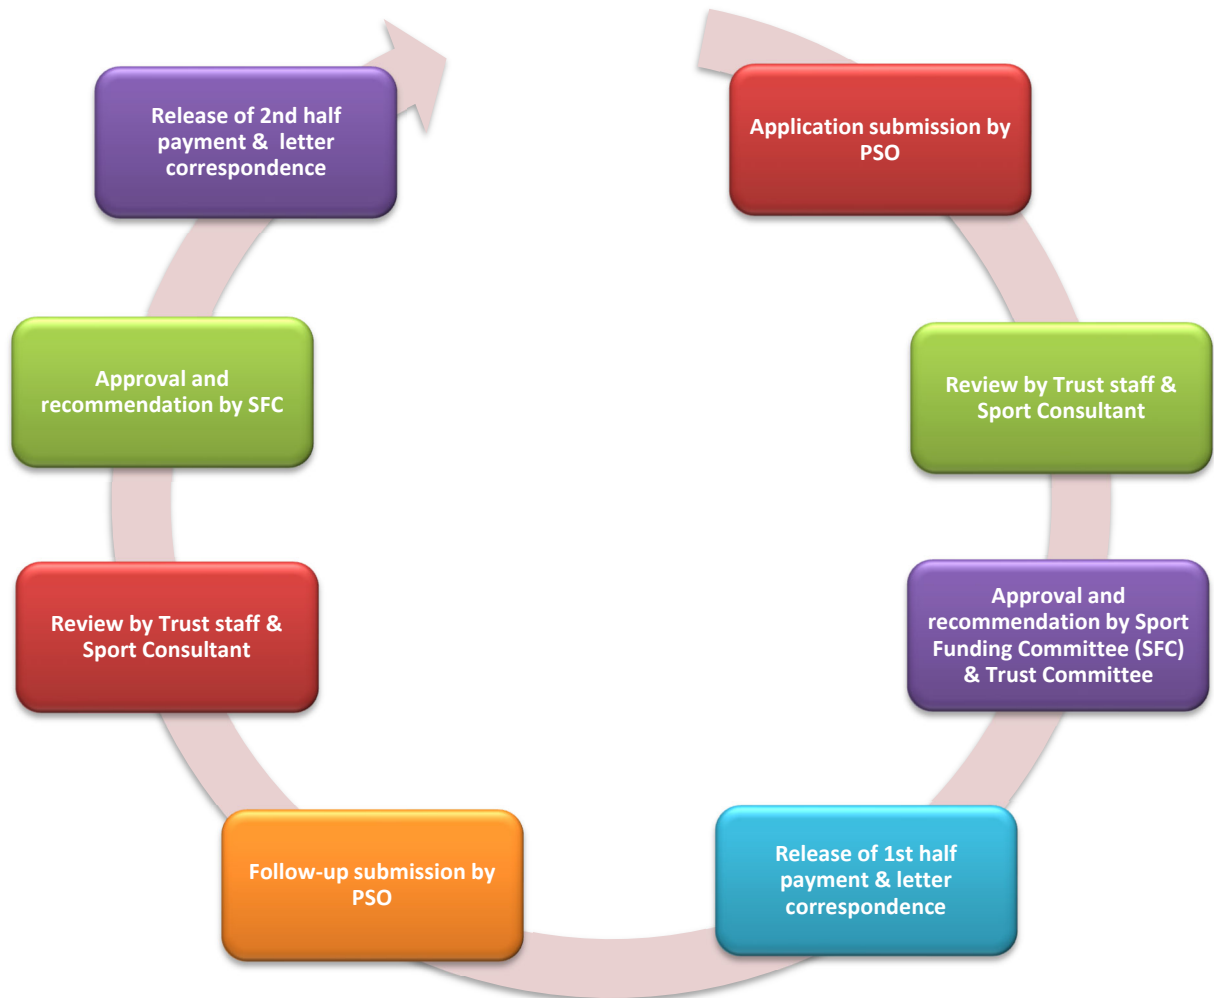 Application submission by
PSO
Review by Trust staff &
Sport Consultant
Approval and
recommendation by Sport
Funding Committee (SFC)
& Trust Committee
Release of 1st half
payment & letter
correspondence
Follow-up submission by
PSO
Review by Trust staff &
Sport Consultant
Approval and
recommendation by SFC
Release of 2nd half
payment &  letter
correspondence